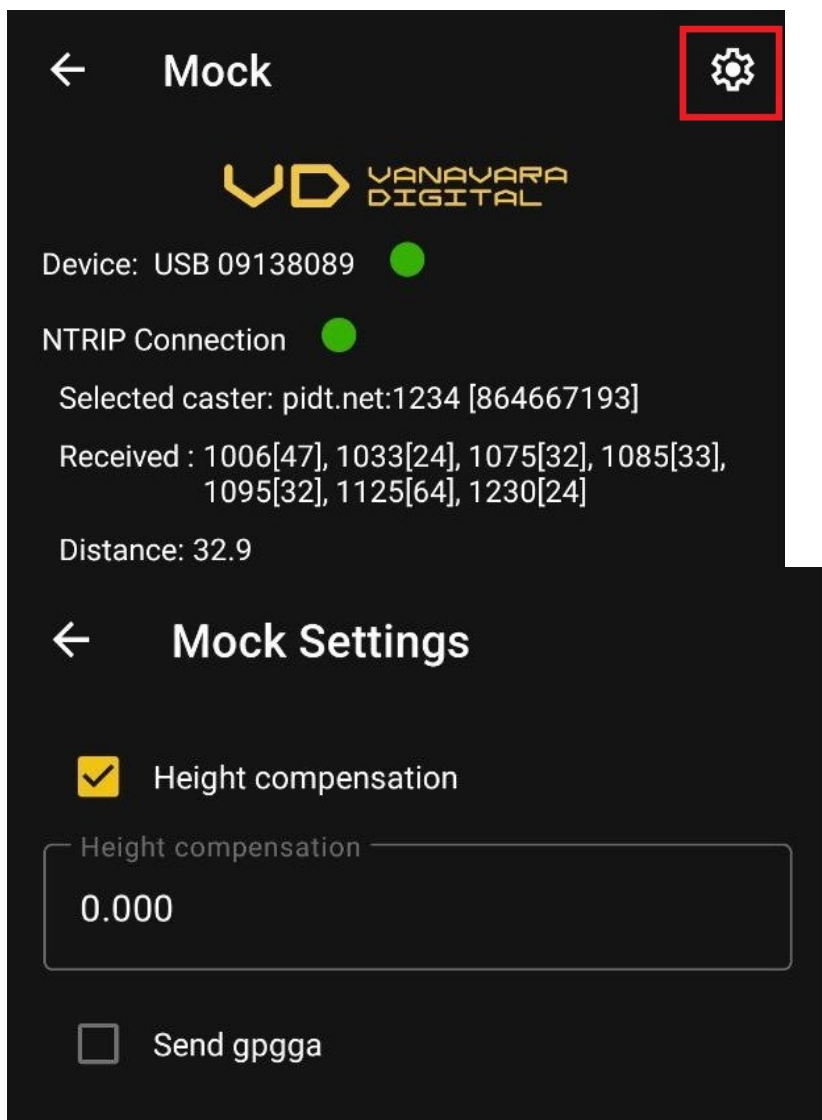 Mock
VD VANAVARA
DIGITAL
Device: USB 09138089
NTRIP Connection
Selected caster: pidt.net:1234 [864667193]
Received : 1006[47], 1033[24], 1075[32], 1085[33],
1095[32], 1125[64], 1230[24]
Distance: 32.9
Mock Settings
Height compensation
Height compensation
0.000
Send gpgga